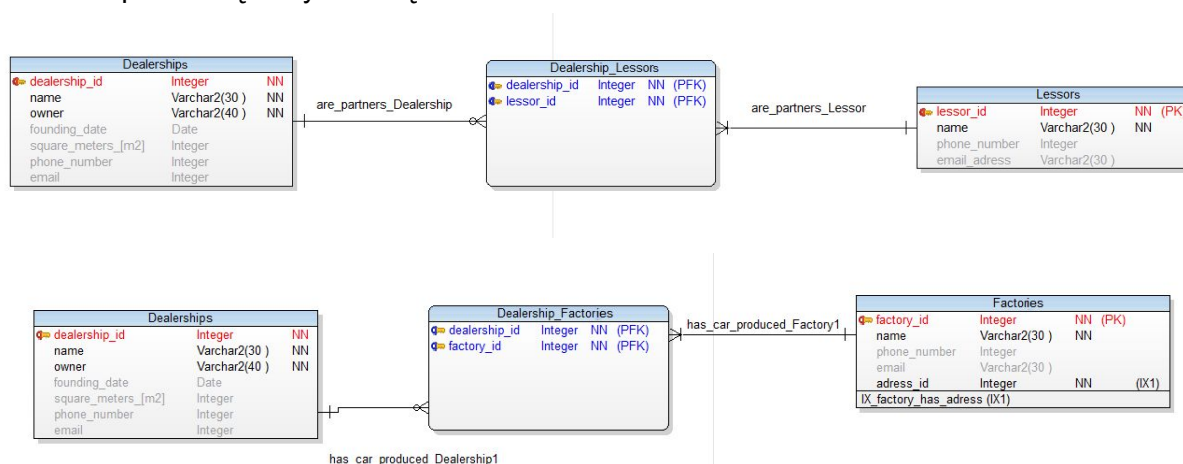 Dealerships
dealership_id Integer NN
name Varchar2(30 ) NN
owner Varchar2(40 ) NN
founding_date Date
square_meters_[m2] Integer
phone_number Integer
email Integer
are_partners_Dealership
Dealership_Lessors
dealership_id Integer NN (PFK)
lessor_id Integer NN (PFK)
are_partners_Lessor
Lessors
lessor_id Integer NN (PK
name Varchar2(30 ) NN
phone_number Integer
email_adress Varchar2(30 )
Dealerships
dealership_id Integer NN
name Varchar2(30 ) NN
owner Varchar2(40 ) NN
founding_date Date
square_meters_[m2] Integer
phone_number Integer
email Integer
has_car_produced_Dealership1
Dealership_Factories
dealership_id Integer NN (PFK)
factory_id Integer NN (PFK)
has_car_produced_Factory1
Factories
factory_id Integer NN (PK)
name Varchar2(30 ) NN
phone_number Integer
email Varchar2(30 )
adress_id Integer NN (IX1)
IX_factory_has_adress (IX1)